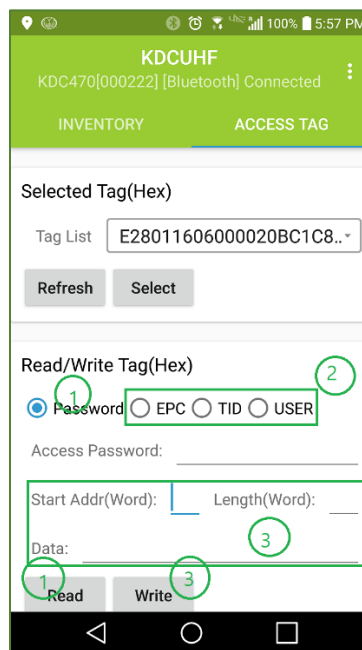 100% 5:57 PM
KDCUHF
KDC470[000222] [Bluetooth] Connected
INVENTORY ACCESS TAG
Selected Tag(Hex)
Tag List E28011606000020BC1C8..
Refresh Select
Read/Write Tag(Hex)
2
1
Password EPC TID USER
Access Password:
Start Addr(Word): Length(Word):
3
Data:
1 3
Read Write